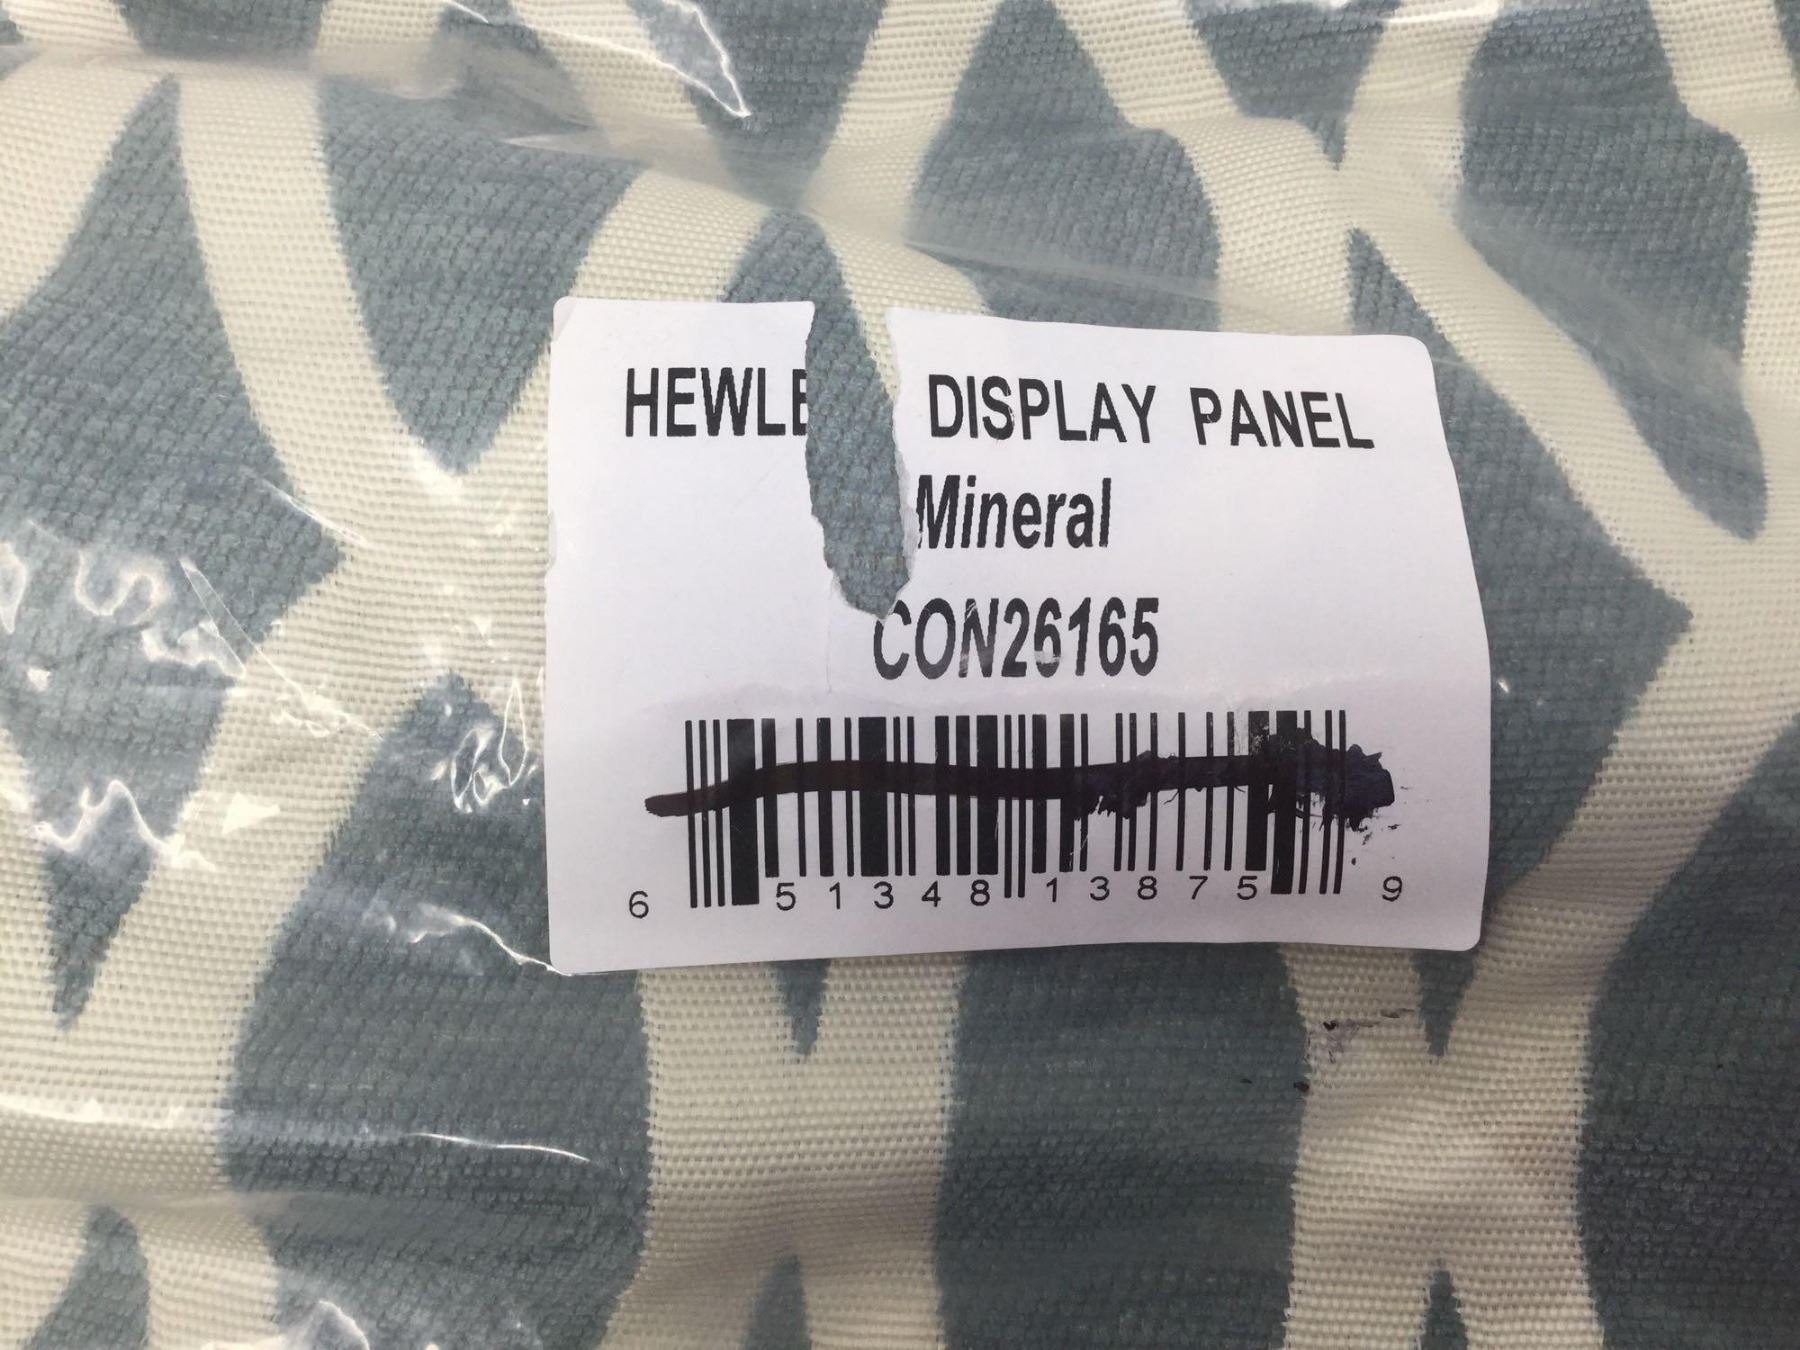 HEWLE DISPLAY PANEL
Mineral
CON26165
6 51348 13875 9